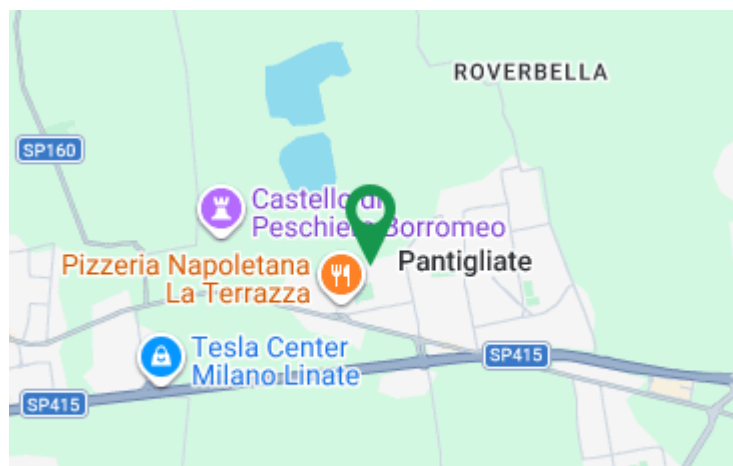 ROVERBELLA
SP160
Castello di
Peschiera Borromeo
Pizzeria Napoletana
La Terrazza
Pantigliate
Tesla Center
Milano Linate
SP415
SP415